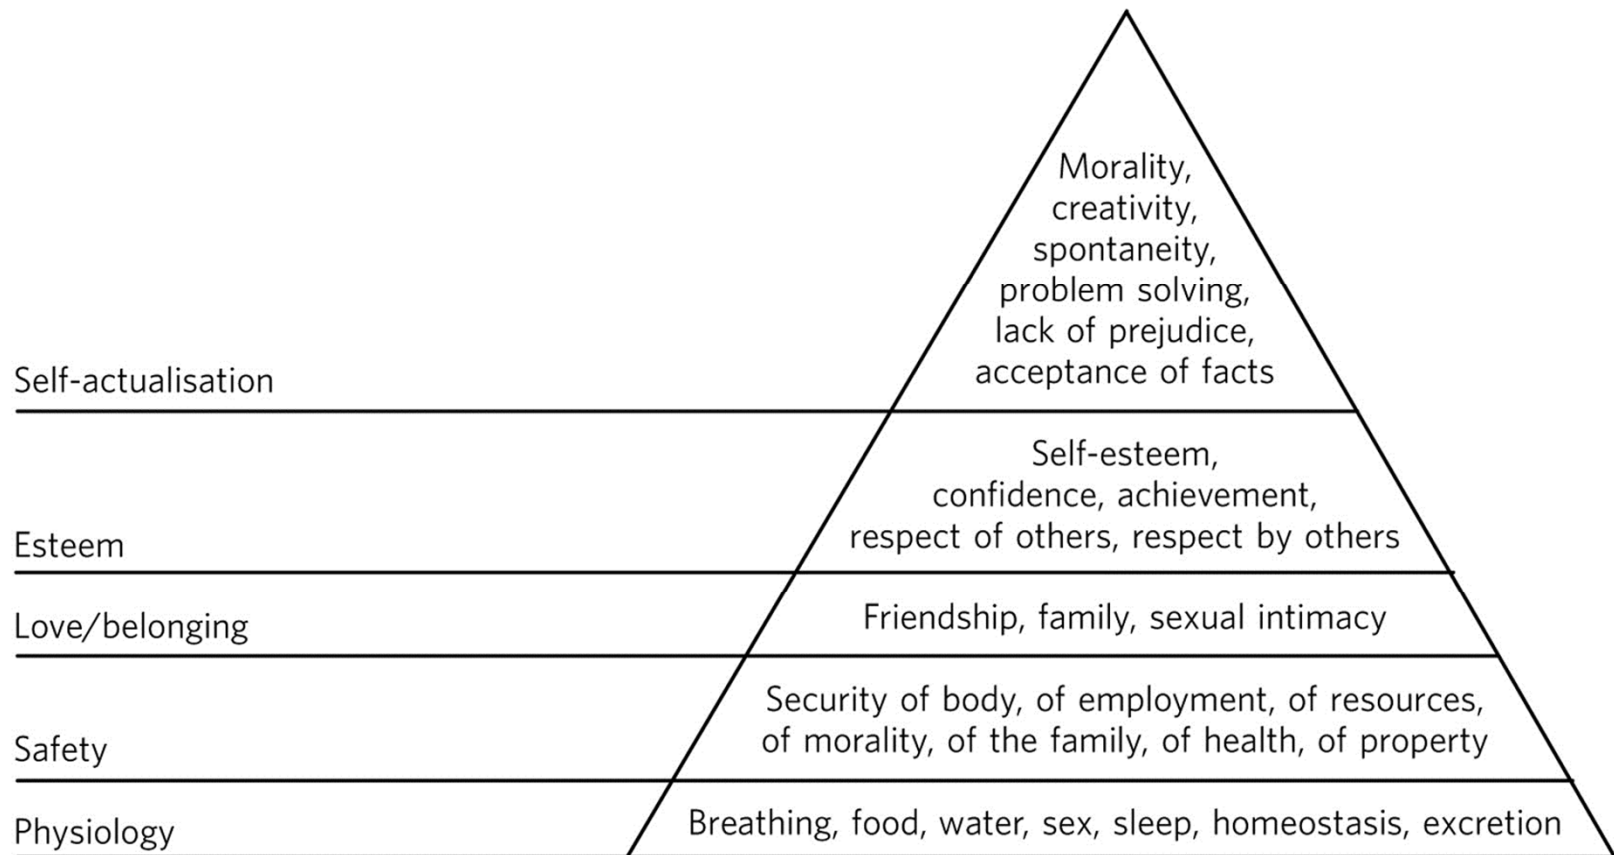 Morality,
creativity,
spontaneity,
problem solving,
lack of prejudice,
acceptance of facts
Self-actualisation
Self-esteem,
confidence, achievement,
respect of others, respect by others
Esteem
Friendship, family, sexual intimacy
Love/belonging
Security of body, of employment, of resources,
of morality, of the family, of health, of property
Safety
Breathing, food, water, sex, sleep, homeostasis, excretion
Physiology